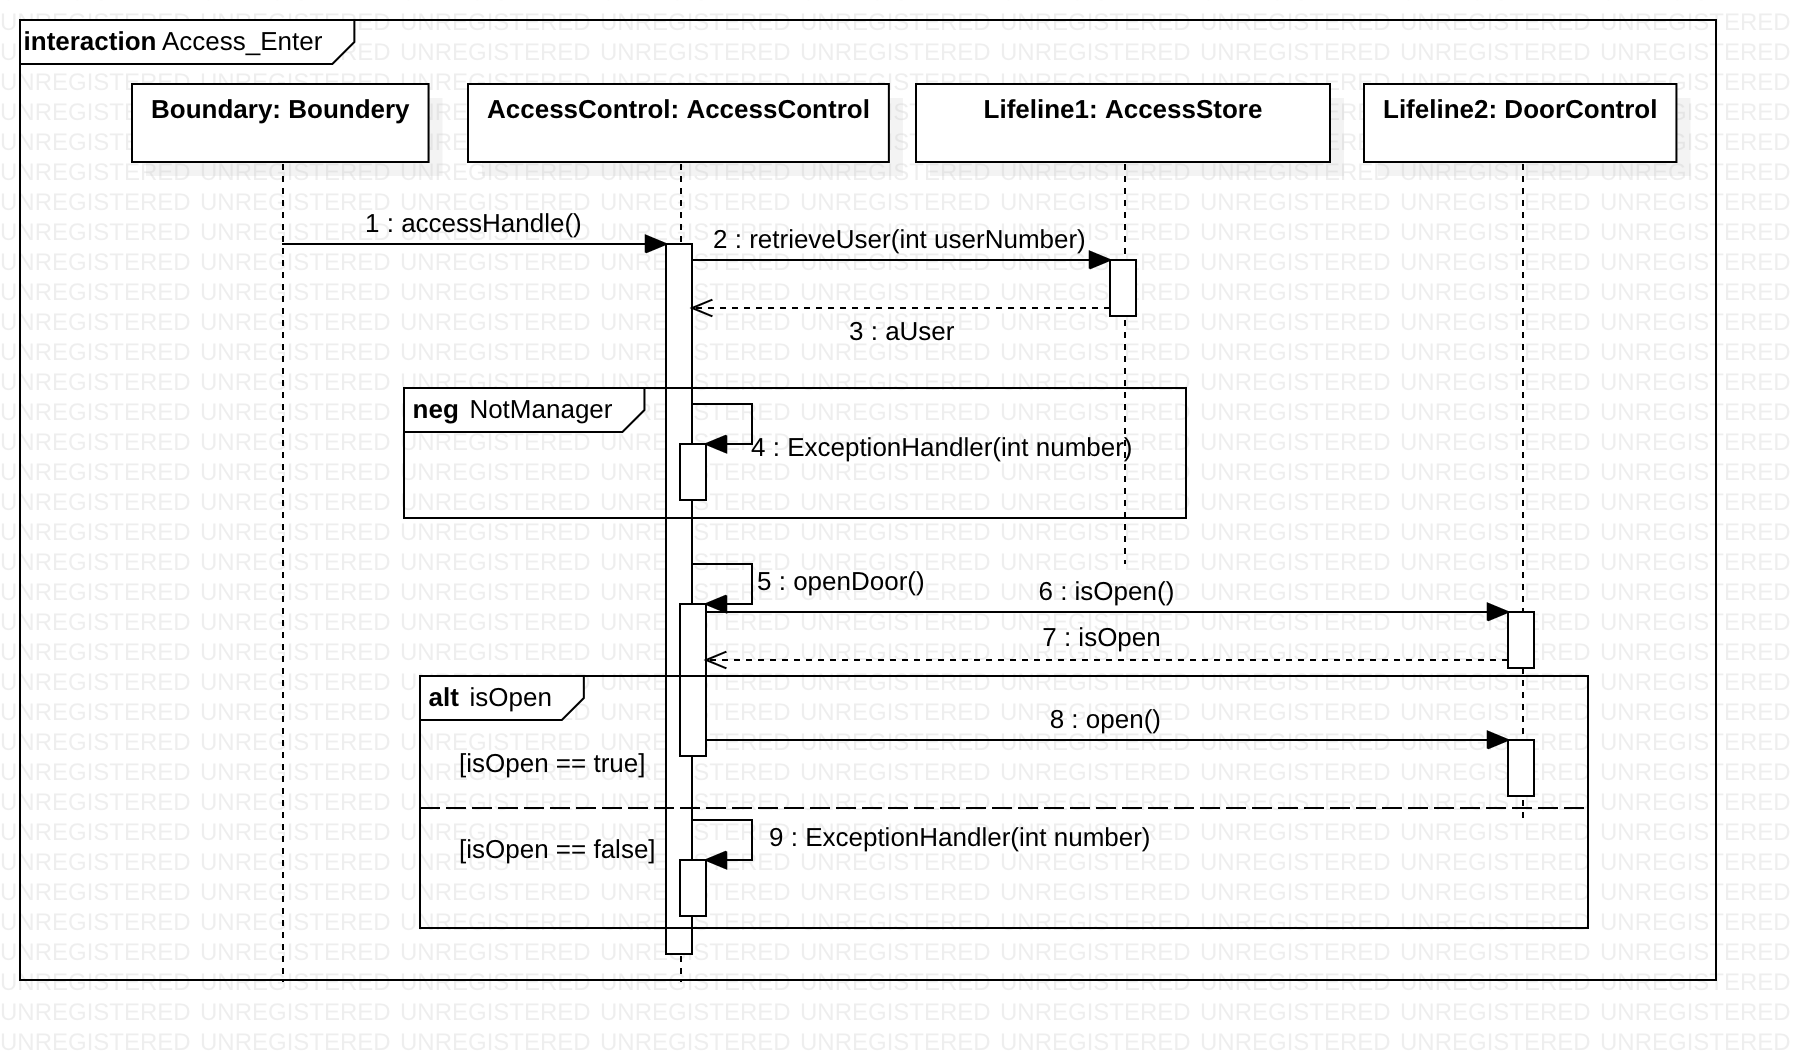 interaction Access_Enter
Boundary: Boundery
AccessControl: AccessControl
Lifeline1: AccessStore
Lifeline2: DoorControl
1 : accessHandle()
2 : retrieveUser(int userNumber)
3 : aUser
neg NotManager
4 : ExceptionHandler(int number)
5 : openDoor()
6 : isOpen()
7 : isOpen
alt isOpen
8 : open()
[isOpen == true]
9 : ExceptionHandler(int number)
[isOpen == false]
UNREGISTERED